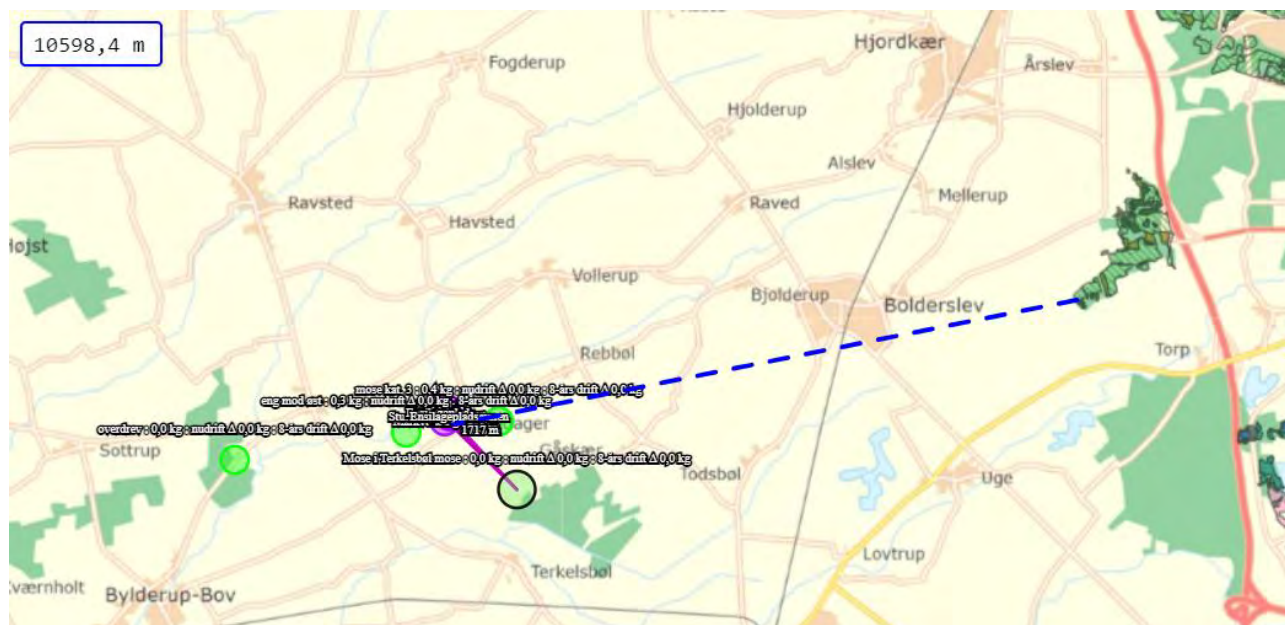 10598,4 m
Hjordkær
Årslev
Fogderup
Hjolderup
Alslev
Mellerup
Ravsted
Raved
Havsted
Højst
Vollerup
Bjolderup
Bolderslev
Torp
Rebbøl
mose kat. 3 : 0,4 kg : nudrift Δ 0,0 kg : 8-års drift Δ 0,0 kg
eng mod øst : 0,3 kg : nudrift Δ 0,0 kg : 8-års drift Δ 0,0 kg
ager
1717 m
overdrev : 0,0 kg : nudrift Δ 0,0 kg : 8-års drift Δ 0,0 kg
Sottrup
Gåskær
Mose i Terkelsbøl mose : 0,0 kg : nudrift Δ 0,0 kg : 8-års drift Δ 0,0 kg
Todsbøl
Uge
Lovtrup
Terkelsbøl
værnholt
Bylderup-Bov